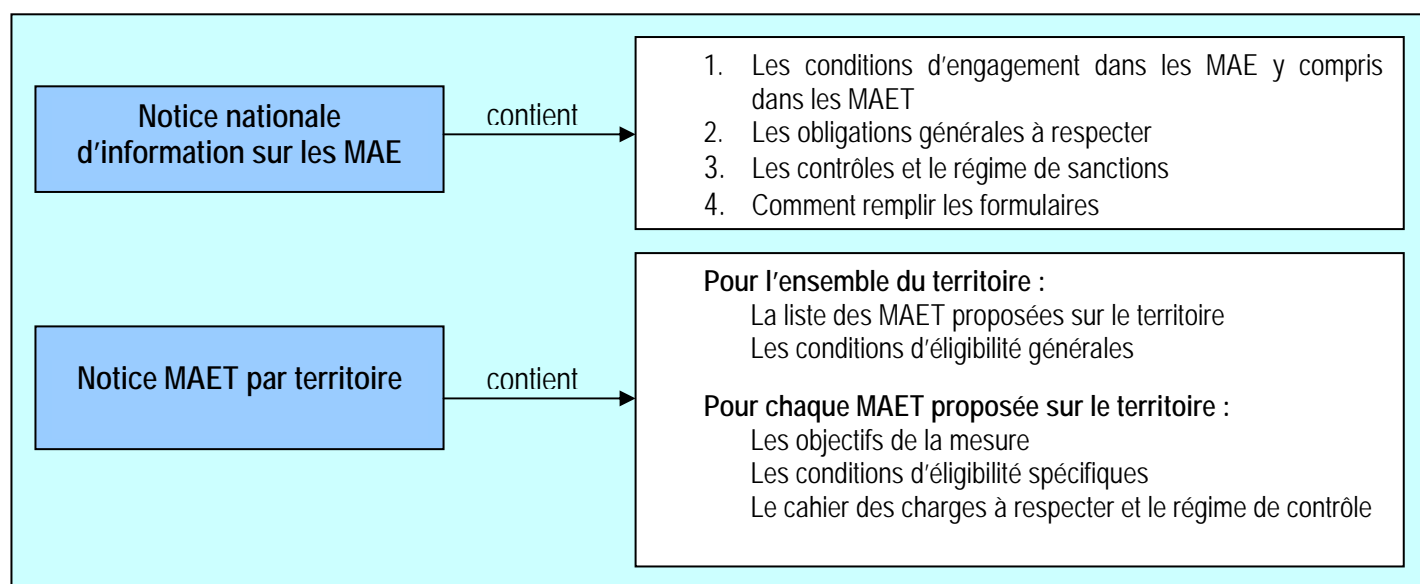 Notice nationale
d'information sur les MAE
contient
1. Les conditions d'engagement dans les MAE y compris
dans les MAET
2. Les obligations générales à respecter
3. Les contrôles et le régime de sanctions
4. Comment remplir les formulaires
Notice MAET par territoire
contient
Pour l'ensemble du territoire :
La liste des MAET proposées sur le territoire
Les conditions d'éligibilité générales
Pour chaque MAET proposée sur le territoire :
Les objectifs de la mesure
Les conditions d'éligibilité spécifiques
Le cahier des charges à respecter et le régime de contrôle